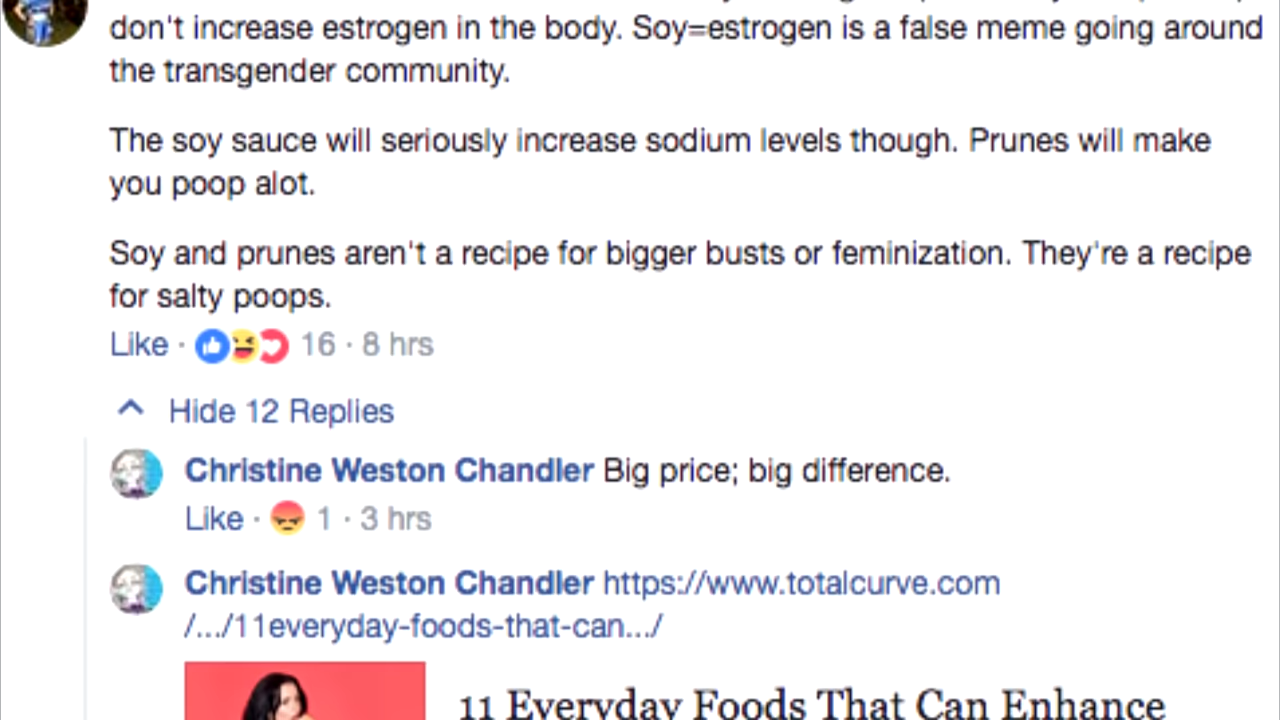 don't increase estrogen in the body. Soy=estrogen is a false meme going around
the transgender community.
The soy sauce will seriously increase sodium levels though. Prunes will make
you poop alot.
Soy and prunes aren't a recipe for bigger busts or feminization. They're a recipe
for salty poops.
Like · 16 · 8 hrs
Hide 12 Replies
Christine Weston Chandler Big price; big difference.
Like · 1 · 3 hrs
Christine Weston Chandler https://www.totalcurve.com
/.../11everyday-foods-that-can.../
11 Everyday Foods That Can Enhance